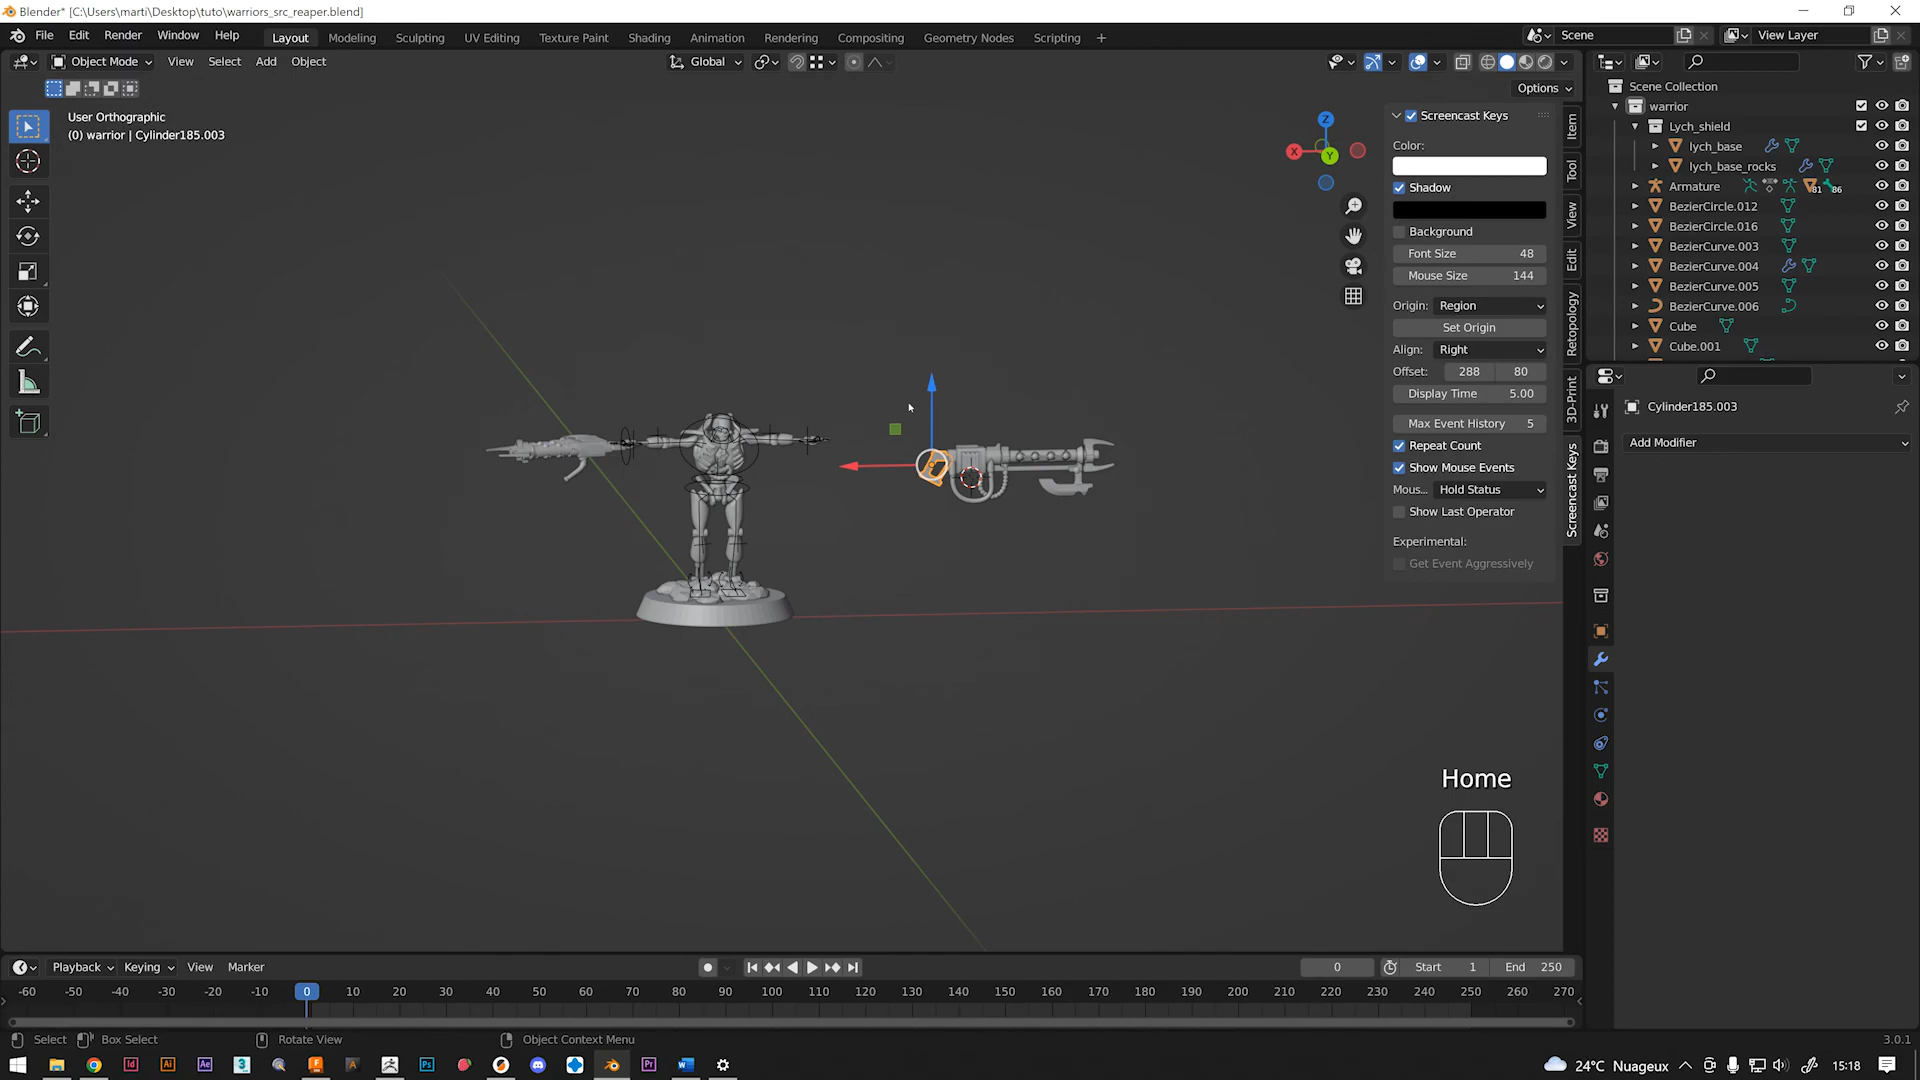 Blender* [C:\Users\marti\Desktop\tuto\warriors_src_reaper.blend]
File Edit Render Window Help Layout Modeling Sculpting UV Editing Texture Paint Shading Animation Rendering Compositing Geometry Nodes Scripting + Scene View Layer
Object Mode View Select Add Object Global
Options
User Orthographic
(0) warrior | Cylinder185.003
Z
X
Y
Screencast Keys
Color:
Shadow
Background
Font Size 48
Mouse Size 144
Origin: Region
Set Origin
Align: Right
Offset: 288 80
Display Time 5.00
Max Event History 5
Repeat Count
Show Mouse Events
Mous... Hold Status
Show Last Operator
Experimental:
Get Event Aggressively
Item
Tool
View
Edit
Retopology
3D-Print
Screencast Keys
Scene Collection
warrior
Lych_shield
lych_base
lych_base_rocks
Armature 81 86
BezierCircle.012
BezierCircle.016
BezierCurve.003
BezierCurve.004
BezierCurve.005
BezierCurve.006
Cube
Cube.001
Cylinder185.003
Add Modifier
Home
Playback Keying View Marker 0 Start 1 End 250
-60 -50 -40 -30 -20 -10 0 10 20 30 40 50 60 70 80 90 100 110 120 130 140 150 160 170 180 190 200 210 220 230 240 250 260 270
Select Box Select Rotate View Object Context Menu 3.0.1
24°C Nuageux 15:18